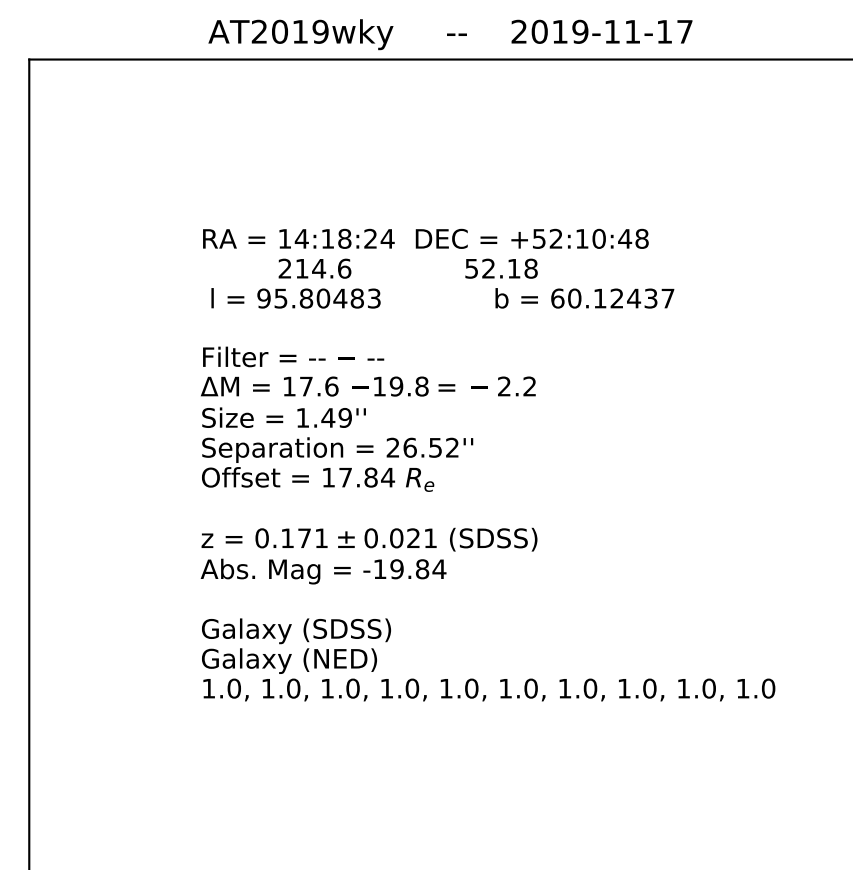 AT2019wky -- 2019-11-17
RA = 14:18:24 DEC = +52:10:48
214.6 52.18
l = 95.80483 b = 60.12437
Filter = -- − --
ΔM = 17.6 −19.8 = − 2.2
Size = 1.49''
Separation = 26.52''
Offset = 17.84 Rₑ
z = 0.171 ± 0.021 (SDSS)
Abs. Mag = -19.84
Galaxy (SDSS)
Galaxy (NED)
1.0, 1.0, 1.0, 1.0, 1.0, 1.0, 1.0, 1.0, 1.0, 1.0